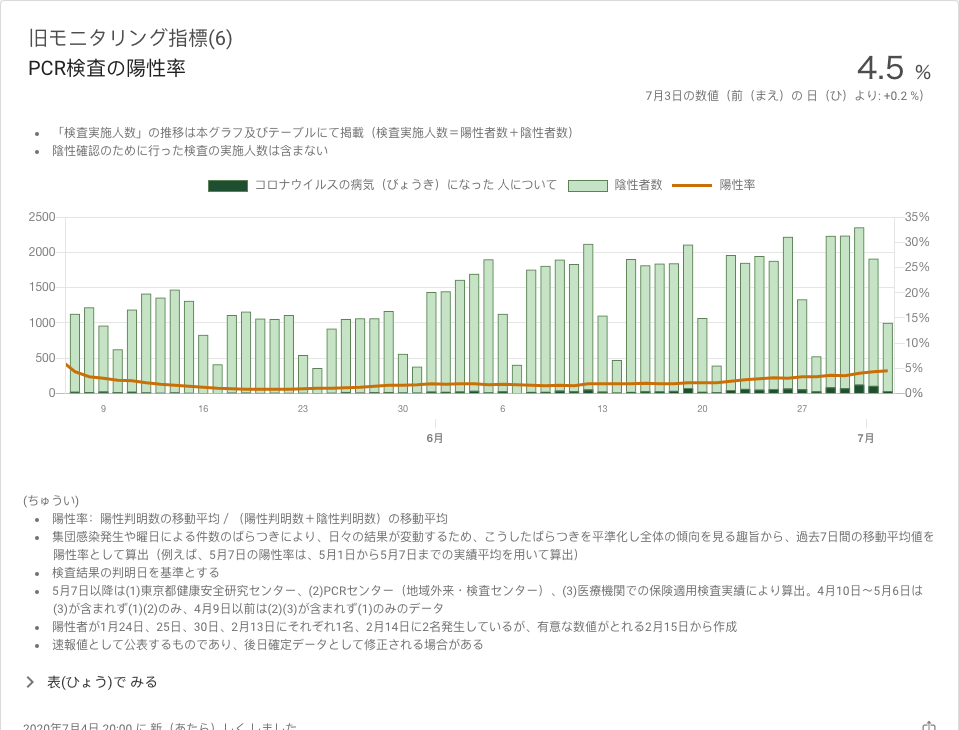 旧モニタリング指標(6)
PCR検査の陽性率
4.5 %
7月3日の数値（前（まえ）の 日（ひ）より: +0.2 %）
「検査実施人数」の推移は本グラフ及びテーブルにて掲載（検査実施人数＝陽性者数＋陰性者数）
陰性確認のために行った検査の実施人数は含まない
コロナウイルスの病気（びょうき）になった 人について 陰性者数 陽性率
2500 35%
30%
2000
25%
1500 20%
1000 15%
10%
500
5%
0 0%
9 16 23 30 6 13 20 27
6月 7月
(ちゅうい)
陽性率： 陽性判明数の移動平均 / （陽性判明数＋陰性判明数）の移動平均
集団感染発生や曜日による件数のばらつきにより、日々の結果が変動するため、こうしたばらつきを平準化し全体の傾向を見る趣旨から、過去7日間の移動平均値を
陽性率として算出（例えば、5月7日の陽性率は、5月1日から5月7日までの実績平均を用いて算出）
検査結果の判明日を基準とする
5月7日以降は(1)東京都健康安全研究センター、(2)PCRセンター（地域外来・検査センター）、(3)医療機関での保険適用検査実績により算出。4月10日～5月6日は
(3)が含まれず(1)(2)のみ、4月9日以前は(2)(3)が含まれず(1)のみのデータ
陽性者が1月24日、25日、30日、2月13日にそれぞれ1名、2月14日に2名発生しているが、有意な数値がとれる2月15日から作成
速報値として公表するものであり、後日確定データとして修正される場合がある
表(ひょう)で みる
2020年7月4日 20:00 に 新（あたら）しく しました